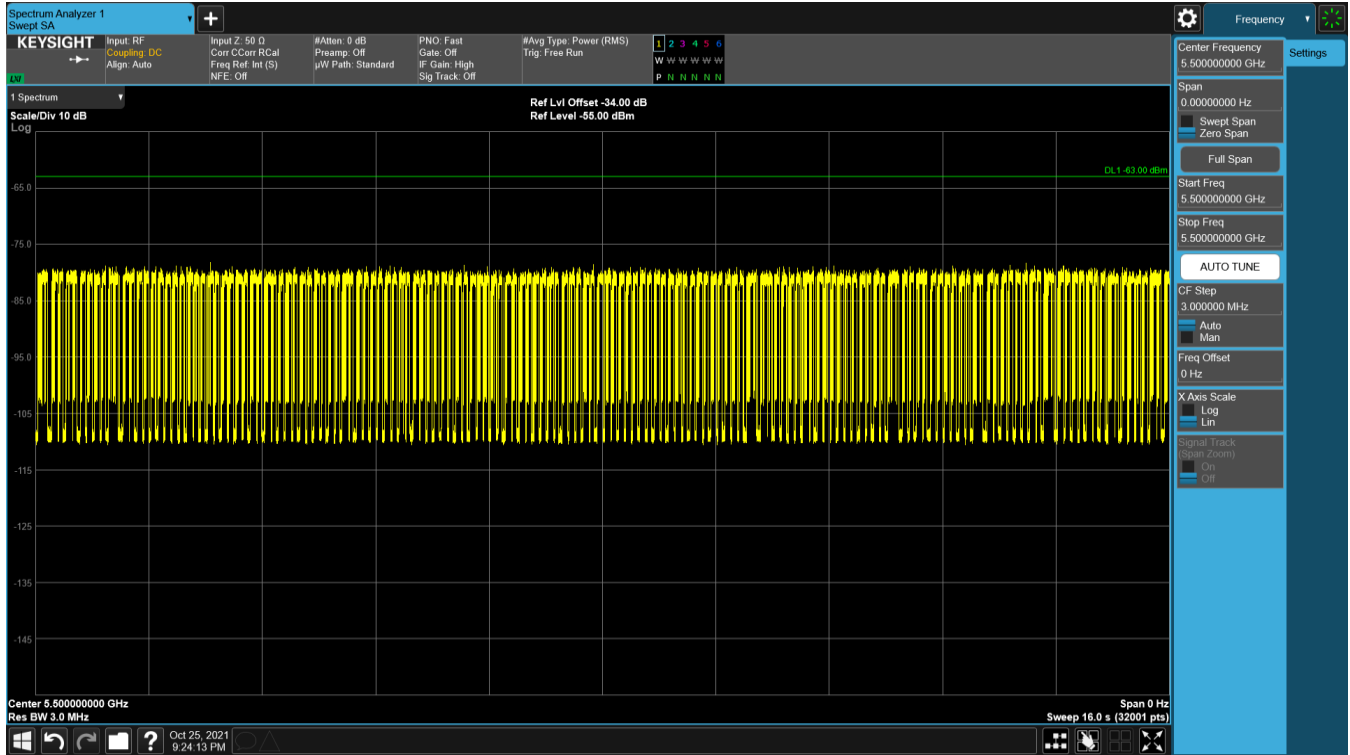 Spectrum Analyzer 1
Swept SA
Frequency
KEYSIGHT
LXI
Input: RF
Coupling: DC
Align: Auto
Input Z: 50 Ω
Corr CCorr RCal
Freq Ref: Int (S)
NFE: Off
#Atten: 0 dB
Preamp: Off
µW Path: Standard
PNO: Fast
Gate: Off
IF Gain: High
Sig Track: Off
#Avg Type: Power (RMS)
Trig: Free Run
1 2 3 4 5 6
W W W W W W
P N N N N N
1 Spectrum
Scale/Div 10 dB
Log
Ref Lvl Offset -34.00 dB
Ref Level -55.00 dBm
DL1 -63.00 dBm
-65.0
-75.0
-85.0
-95.0
-105
-115
-125
-135
-145
Center 5.500000000 GHz
Res BW 3.0 MHz
Span 0 Hz
Sweep 16.0 s (32001 pts)
Center Frequency
5.500000000 GHz
Settings
Span
0.00000000 Hz
Swept Span
Zero Span
Full Span
Start Freq
5.500000000 GHz
Stop Freq
5.500000000 GHz
AUTO TUNE
CF Step
3.000000 MHz
Auto
Man
Freq Offset
0 Hz
X Axis Scale
Log
Lin
Signal Track
(Span Zoom)
On
Off
?
Oct 25, 2021
9:24:13 PM